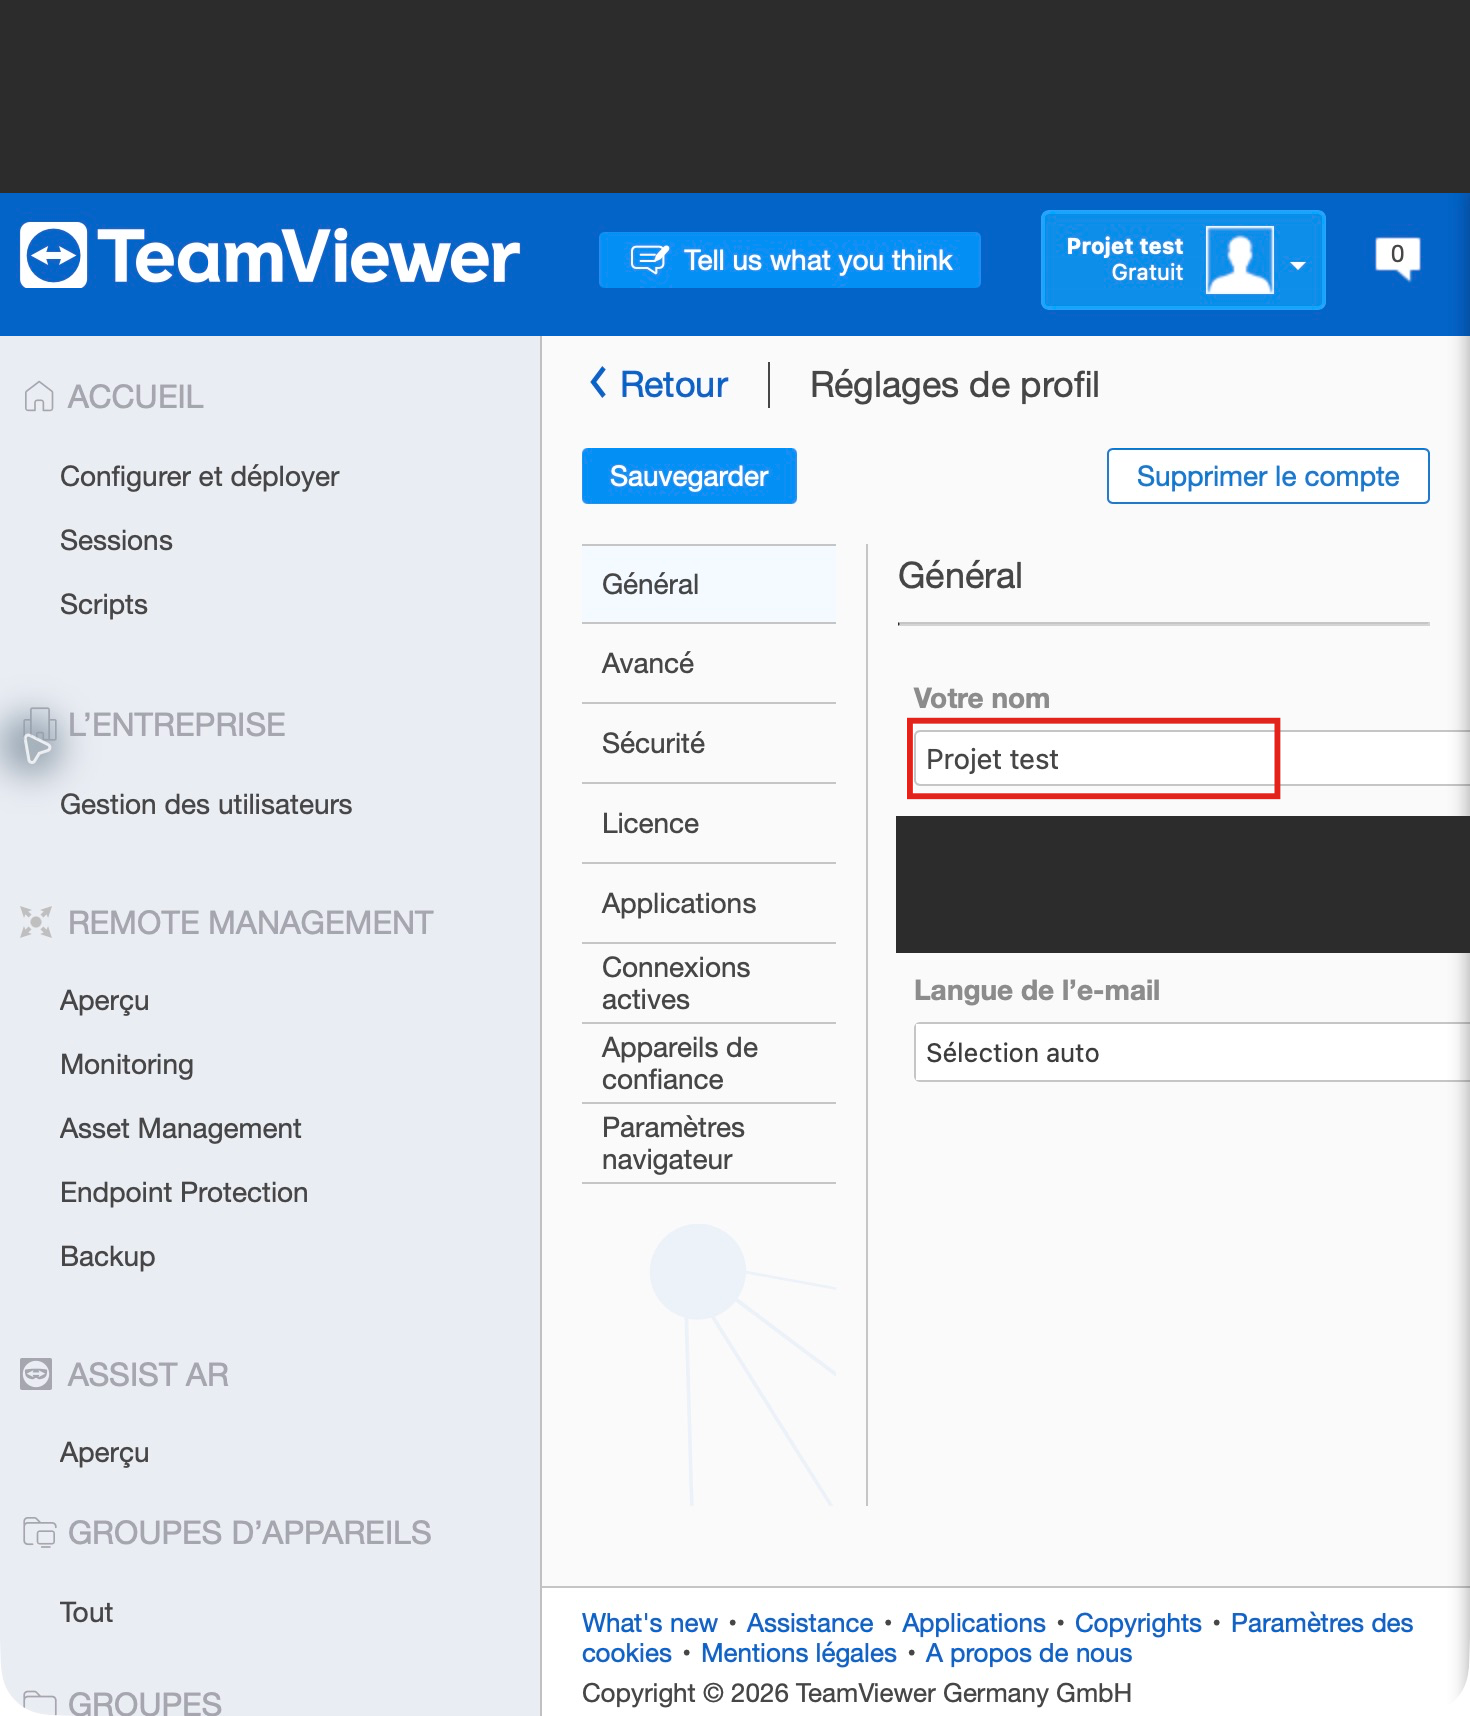 TeamViewer
Tell us what you think
Projet test
Gratuit
0
ACCUEIL
Configurer et déployer
Sessions
Scripts
L’ENTREPRISE
Gestion des utilisateurs
REMOTE MANAGEMENT
Aperçu
Monitoring
Asset Management
Endpoint Protection
Backup
ASSIST AR
Aperçu
GROUPES D’APPAREILS
Tout
GROUPES
Retour
Réglages de profil
Sauvegarder
Supprimer le compte
Général
Avancé
Sécurité
Licence
Applications
Connexions
actives
Appareils de
confiance
Paramètres
navigateur
Général
Votre nom
Projet test
Langue de l’e-mail
Sélection auto
What's new • Assistance • Applications • Copyrights • Paramètres des
cookies • Mentions légales • A propos de nous
Copyright © 2026 TeamViewer Germany GmbH